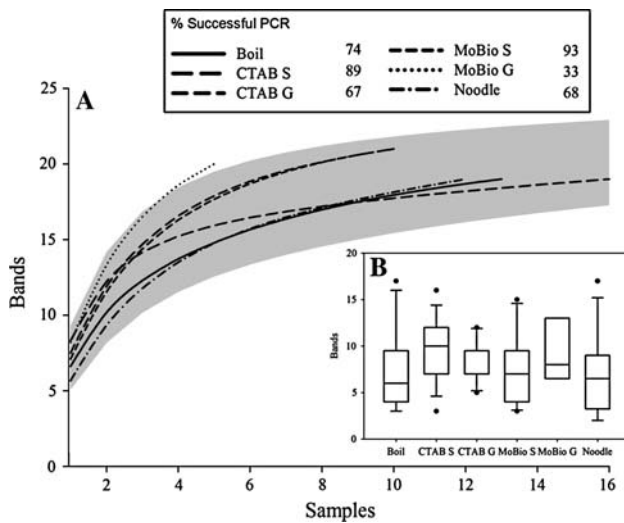 % Successful PCR
Boil 74 MoBio S 93
CTAB S 89 MoBio G 33
CTAB G 67 Noodle 68
A
25
20
15
10
5
0
Bands
2 4 6 8 10 12 14 16
Samples
B
20
15
10
5
0
Bands
Boil CTAB S CTAB G MoBio S MoBio G Noodle